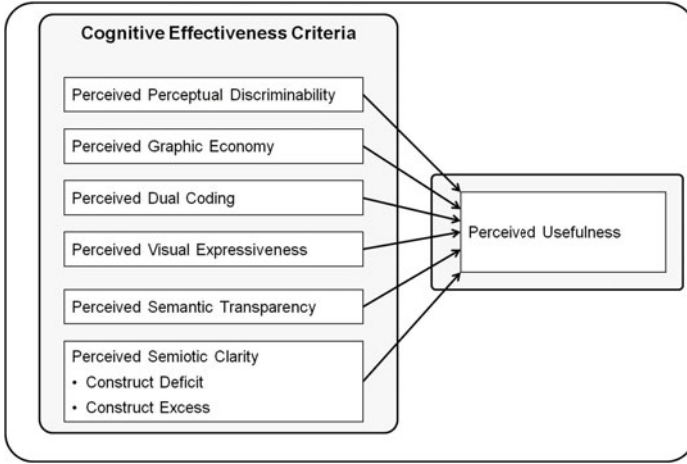 Cognitive Effectiveness Criteria
Perceived Perceptual Discriminability
Perceived Graphic Economy
Perceived Dual Coding
Perceived Visual Expressiveness
Perceived Semantic Transparency
Perceived Semiotic Clarity
• Construct Deficit
• Construct Excess
Perceived Usefulness